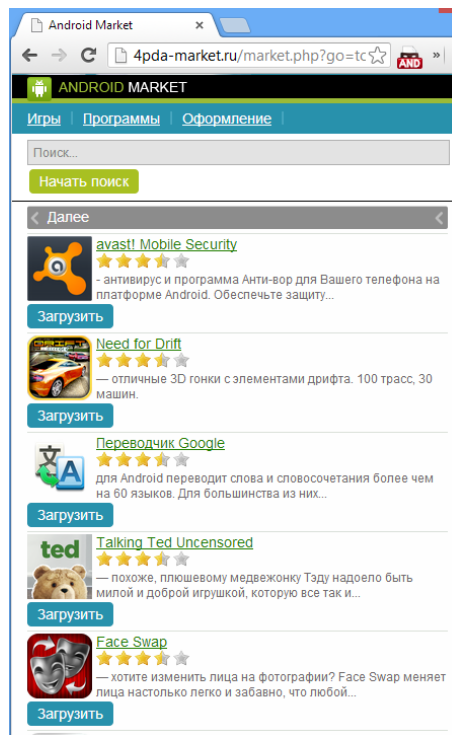 Android Market
4pda-market.ru/market.php?go=to
AND
»
ANDROID MARKET
Игры Программы Оформление
Поиск...
Начать поиск
Далее
avast! Mobile Security
- антивирус и программа Анти-вор для Вашего телефона на
платформе Android. Обеспечьте защиту...
Загрузить
Need for Drift
— отличные 3D гонки с элементами дрифта. 100 трасс, 30
машин.
Загрузить
Переводчик Google
для Android переводит слова и словосочетания более чем
на 60 языков. Для большинства из них...
Загрузить
ted
Talking Ted Uncensored
— похоже, плюшевому медвежонку Тэду надоело быть
милой и доброй игрушкой, которую все так и...
Загрузить
Face Swap
— хотите изменить лица на фотографии? Face Swap меняет
лица настолько легко и забавно, что любой...
Загрузить